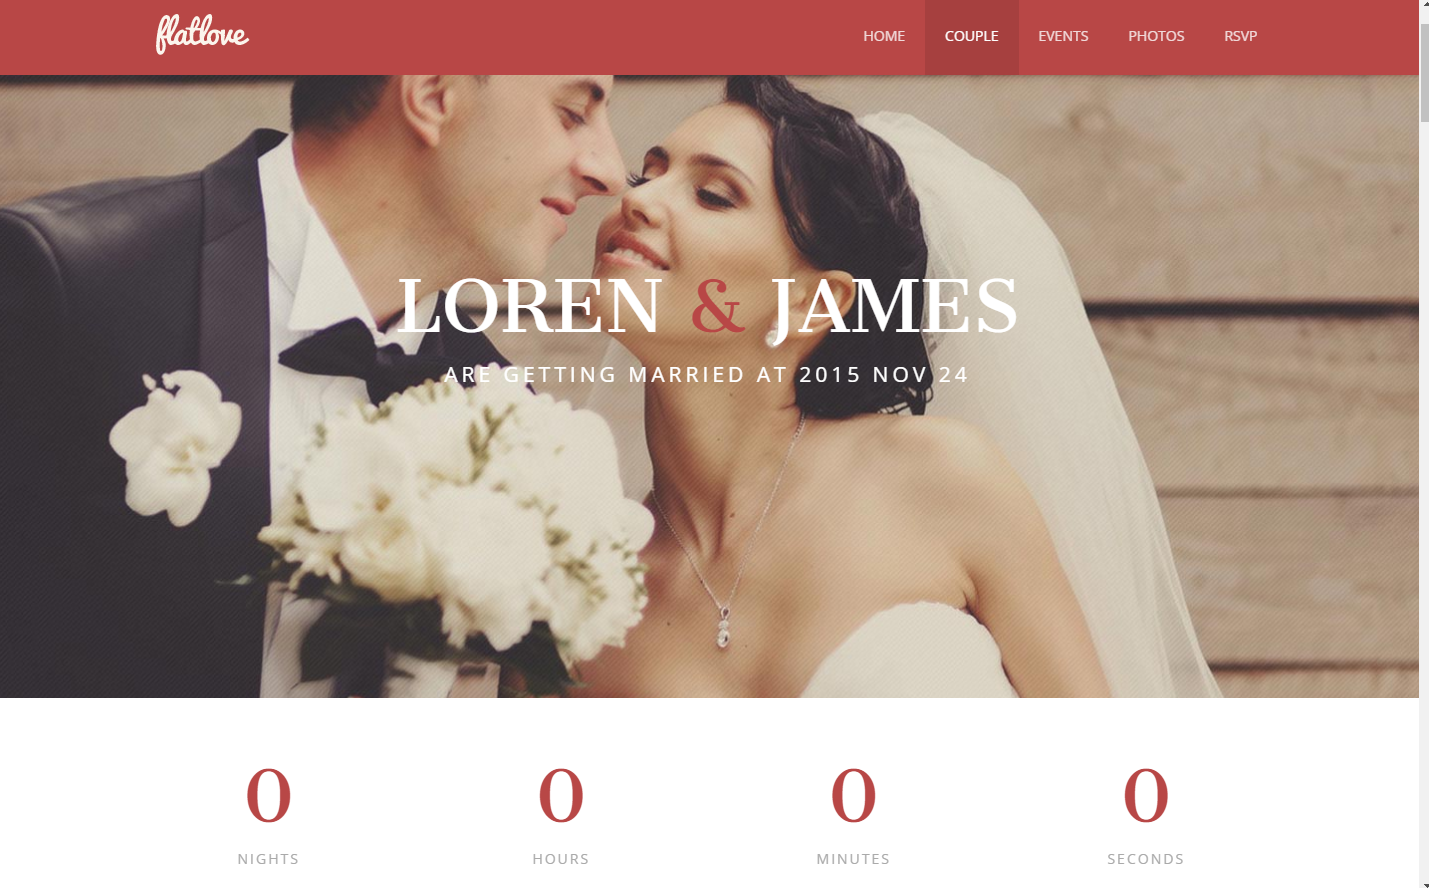 flatlove
HOME COUPLE EVENTS PHOTOS RSVP
LOREN & JAMES
ARE GETTING MARRIED AT 2015 NOV 24
0 0 0 0
NIGHTS HOURS MINUTES SECONDS